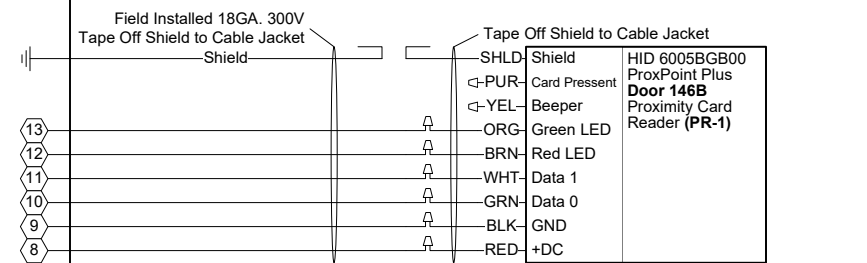 Field Installed 18GA. 300V
Tape Off Shield to Cable Jacket
Tape Off Shield to Cable Jacket
Shield
SHLD Shield
PUR Card Pressent
YEL Beeper
13 ORG Green LED
12 BRN Red LED
11 WHT Data 1
10 GRN Data 0
9 BLK GND
8 RED +DC
HID 6005BGB00
ProxPoint Plus
Door 146B
Proximity Card
Reader (PR-1)